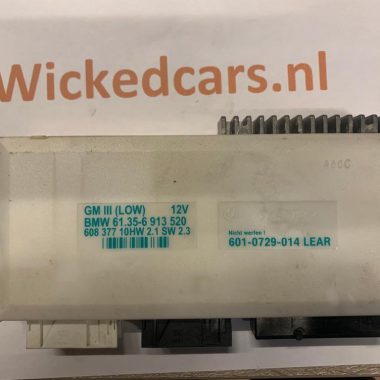 Wickedcars.nl
GM III (LOW) 12V
BMW 61.35-6 913 520
608 377 10HW 2.1 SW 2.3
Nicht werfen !
601-0729-014 LEAR